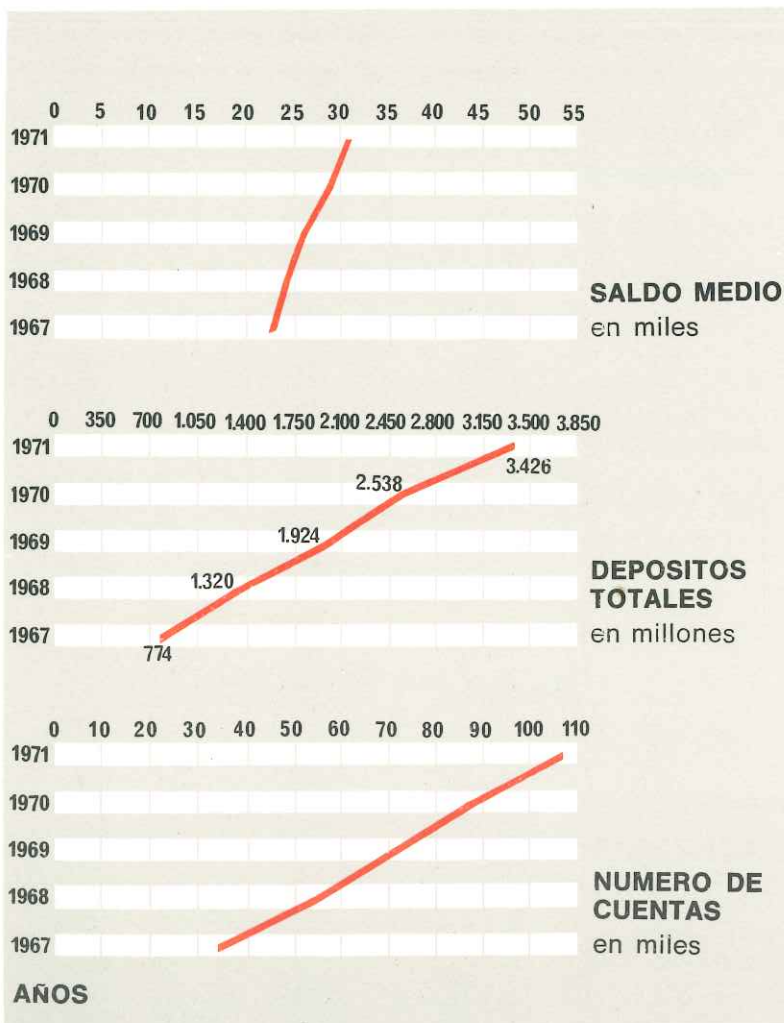 0 5 10 15 20 25 30 35 40 45 50 55
1971
1970
1969
1968
1967
SALDO MEDIO
en miles
0 350 700 1.050 1.400 1.750 2.100 2.450 2.800 3.150 3.500 3.850
1971
3.426
1970
2.538
1969
1.924
1968
1.320
1967
774
DEPOSITOS
TOTALES
en millones
0 10 20 30 40 50 60 70 80 90 100 110
1971
1970
1969
1968
1967
NUMERO DE
CUENTAS
en miles
AÑOS